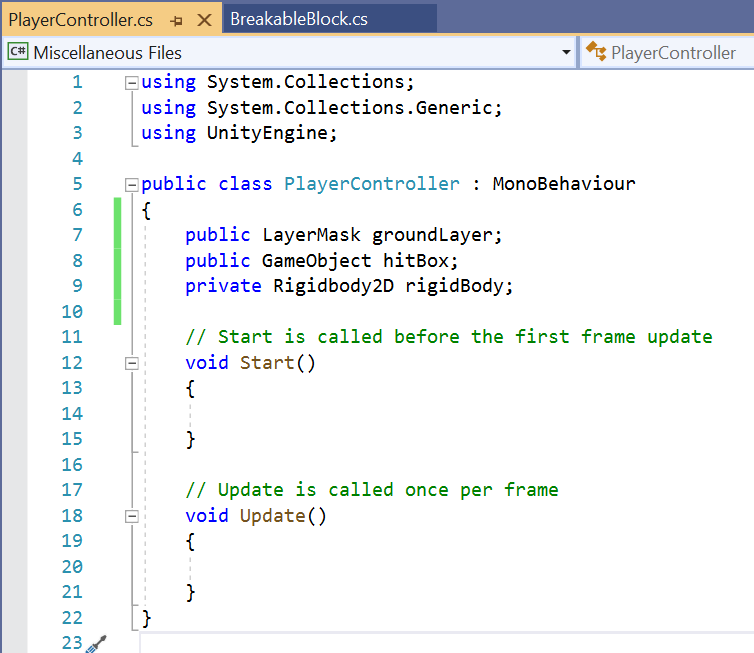 PlayerController.cs BreakableBlock.cs
C# Miscellaneous Files PlayerController
1 using System.Collections;
2 using System.Collections.Generic;
3 using UnityEngine;
4
5 public class PlayerController : MonoBehaviour
6 {
7 public LayerMask groundLayer;
8 public GameObject hitBox;
9 private Rigidbody2D rigidBody;
10
11 // Start is called before the first frame update
12 void Start()
13 {
14
15 }
16
17 // Update is called once per frame
18 void Update()
19 {
20
21 }
22 }
23